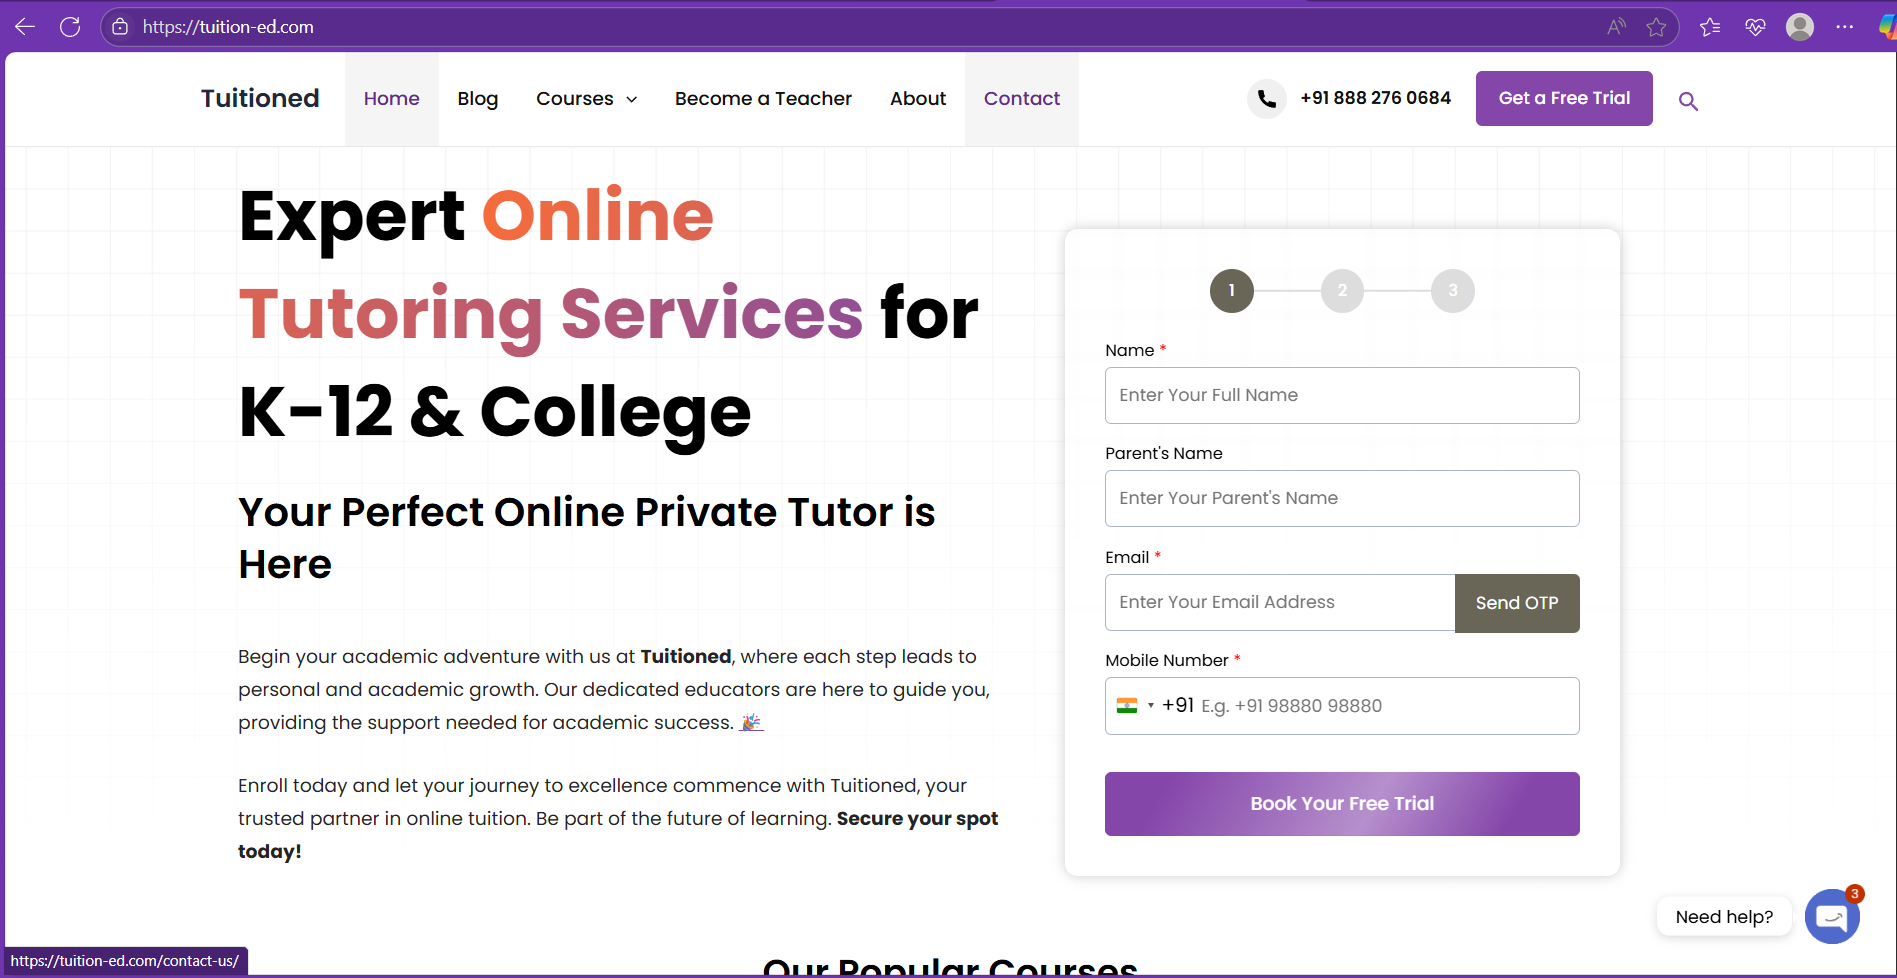 https://tuition-ed.com
Tuitioned
Home
Blog
Courses
Become a Teacher
About
Contact
+91 888 276 0684
Get a Free Trial
Expert Online
Tutoring Services for
K-12 & College
Your Perfect Online Private Tutor is
Here
Begin your academic adventure with us at Tuitioned, where each step leads to
personal and academic growth. Our dedicated educators are here to guide you,
providing the support needed for academic success. 🎉
Enroll today and let your journey to excellence commence with Tuitioned, your
trusted partner in online tuition. Be part of the future of learning. Secure your spot
today!
1
2
3
Name *
Enter Your Full Name
Parent's Name
Enter Your Parent's Name
Email *
Enter Your Email Address
Send OTP
Mobile Number *
+91 E.g. +91 98880 98880
Book Your Free Trial
Need help?
3
https://tuition-ed.com/contact-us/
Our Popular Courses